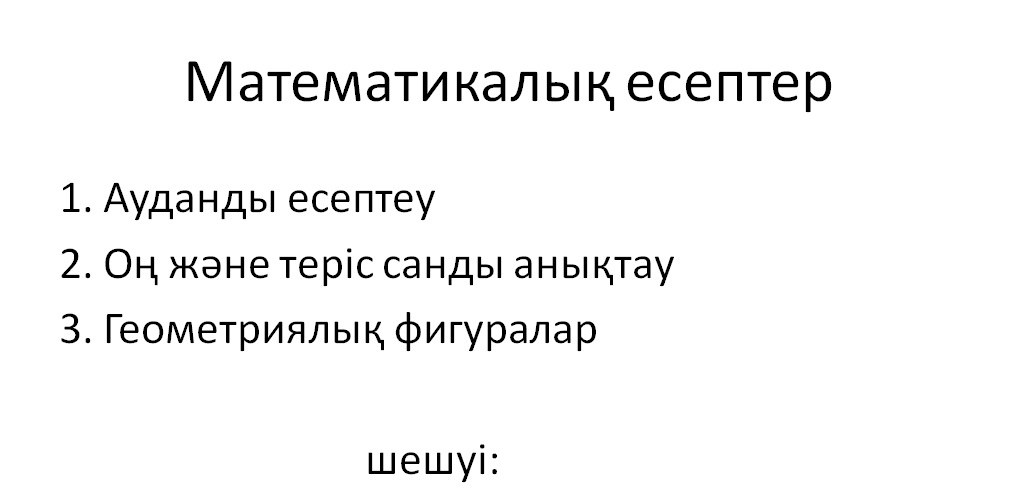 Математикалық есептер
1. Ауданды есептеу
2. Оң және теріс санды анықтау
3. Геометриялық фигуралар
шешуі: